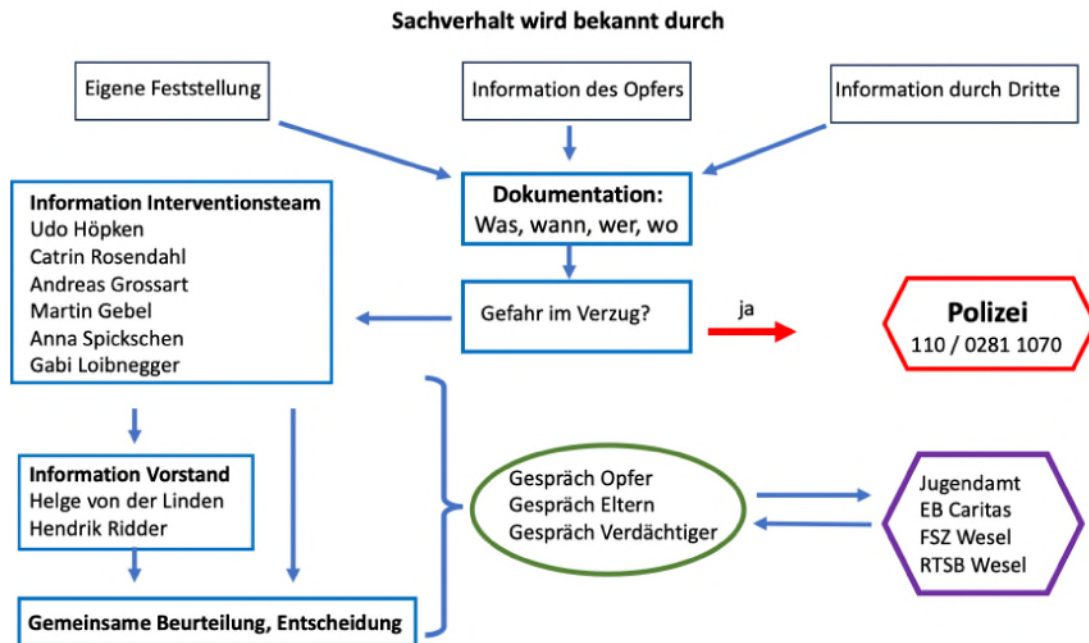 Sachverhalt wird bekannt durch
Eigene Feststellung
Information des Opfers
Information durch Dritte
Dokumentation:
Was, wann, wer, wo
Information Interventionsteam
Udo Höpken
Catrin Rosendahl
Andreas Grossart
Martin Gebel
Anna Spickschen
Gabi Loibnegger
Gefahr im Verzug?
ja
Polizei
110 / 0281 1070
Information Vorstand
Helge von der Linden
Hendrik Ridder
Gespräch Opfer
Gespräch Eltern
Gespräch Verdächtiger
Jugendamt
EB Caritas
FSZ Wesel
RTSB Wesel
Gemeinsame Beurteilung, Entscheidung